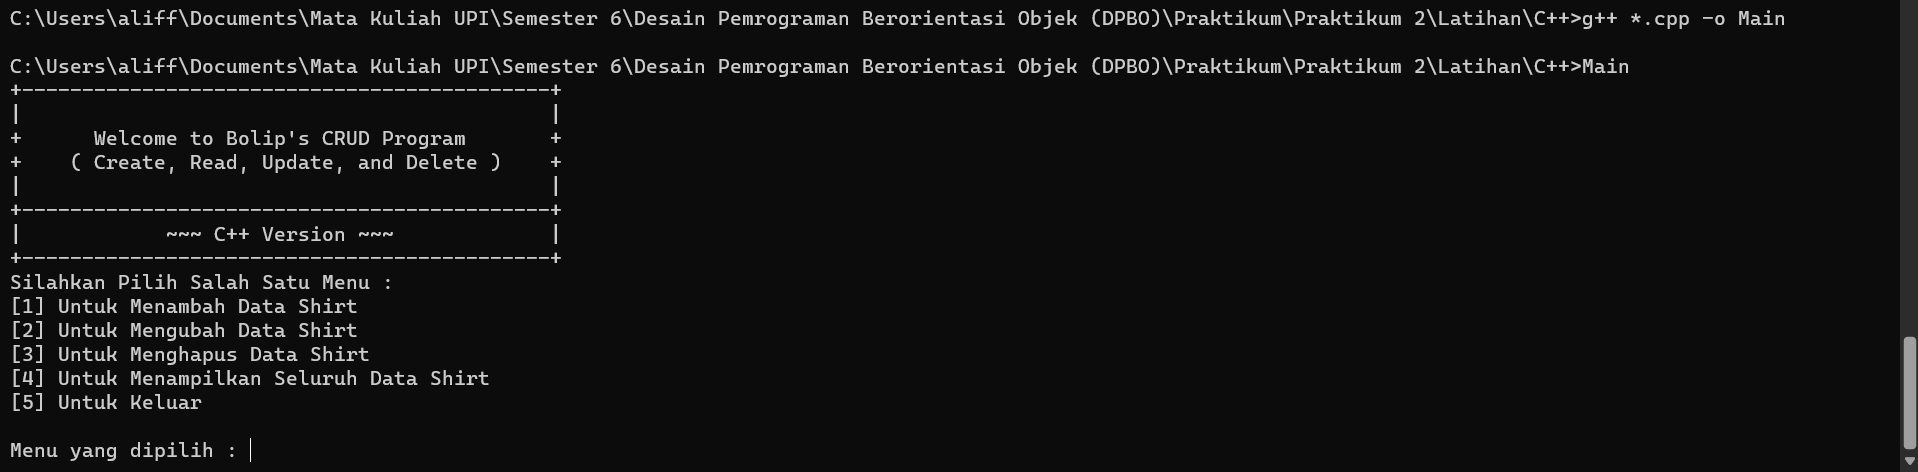 C:\Users\aliff\Documents\Mata Kuliah UPI\Semester 6\Desain Pemrograman Berorientasi Objek (DPBO)\Praktikum\Praktikum 2\Latihan\C++>g++ *.cpp -o Main
C:\Users\aliff\Documents\Mata Kuliah UPI\Semester 6\Desain Pemrograman Berorientasi Objek (DPBO)\Praktikum\Praktikum 2\Latihan\C++>Main
+--------------------------------------------+
|                                            |
+      Welcome to Bolip's CRUD Program       +
+    ( Create, Read, Update, and Delete )    +
|                                            |
+--------------------------------------------+
|            ~~~ C++ Version ~~~             |
+--------------------------------------------+
Silahkan Pilih Salah Satu Menu :
[1] Untuk Menambah Data Shirt
[2] Untuk Mengubah Data Shirt
[3] Untuk Menghapus Data Shirt
[4] Untuk Menampilkan Seluruh Data Shirt
[5] Untuk Keluar
Menu yang dipilih :